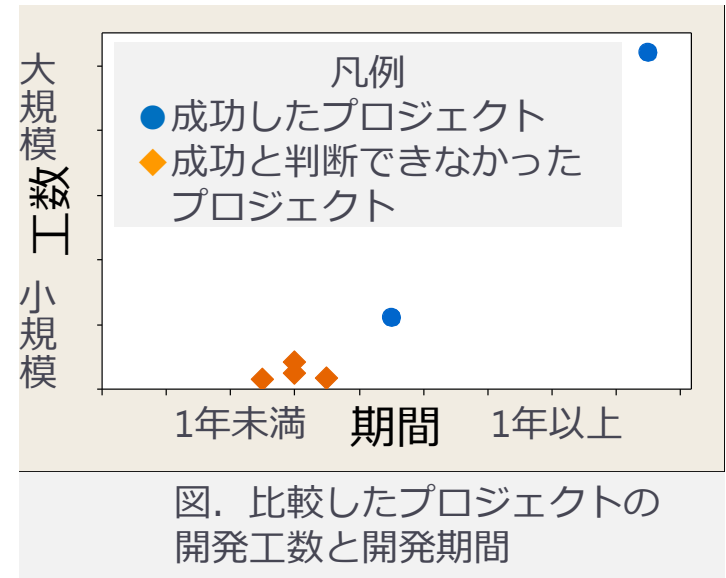 凡例
成功したプロジェクト
成功と判断できなかった
プロジェクト
大規模
工数
小規模
1年未満
期間
1年以上
図．比較したプロジェクトの
開発工数と開発期間